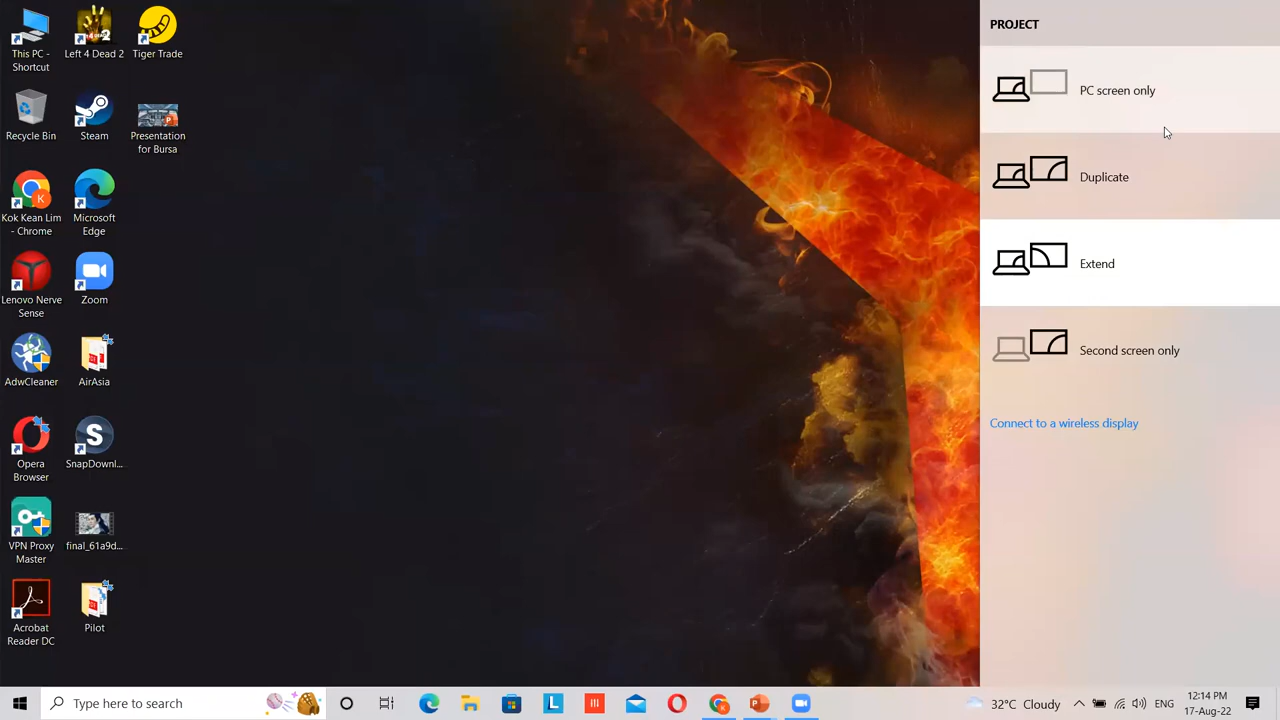 This PC -
Shortcut
Left 4 Dead 2
Tiger Trade
Recycle Bin
Steam
Presentation
for Bursa
Kok Kean Lim
- Chrome
Microsoft
Edge
Lenovo Nerve
Sense
Zoom
AdwCleaner
AirAsia
Opera
Browser
S
SnapDownl...
VPN Proxy
Master
final_61a9d...
Acrobat
Reader DC
Pilot
PROJECT
PC screen only
Duplicate
Extend
Second screen only
Connect to a wireless display
Type here to search
L
32°C Cloudy
ENG
12:14 PM
17-Aug-22